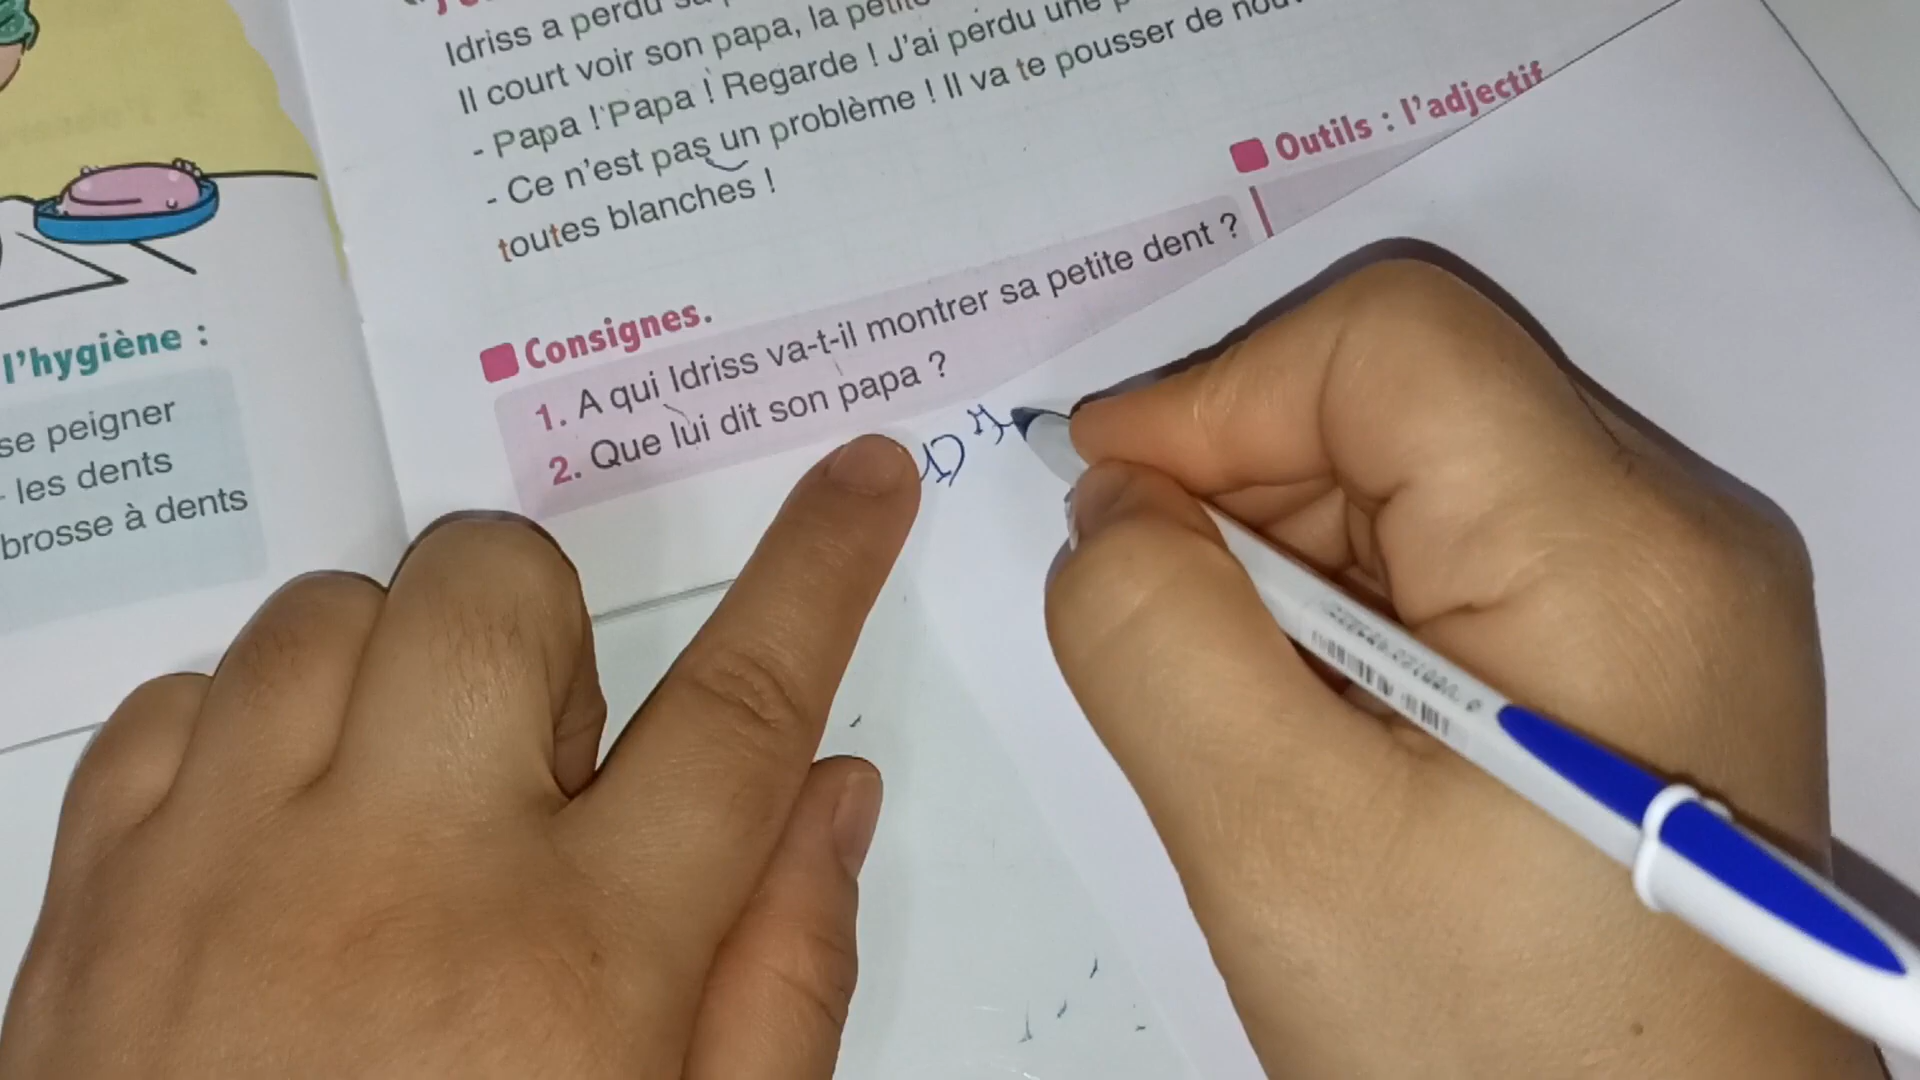 Idriss a perdu sa
Il court voir son papa, la petite
- Papa ! Papa ! Regarde ! J'ai perdu une
- Ce n'est pas un problème ! Il va te pousser de
toutes blanches !
Outils : l'adjectif
Consignes.
1. A qui Idriss va-t-il montrer sa petite dent ?
2. Que lui dit son papa ?
l'hygiène :
se peigner
- les dents
brosse à dents